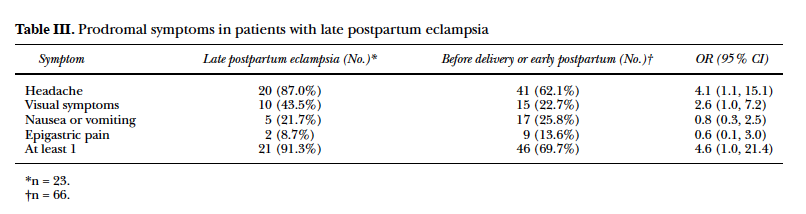 Table III. Prodromal symptoms in patients with late postpartum eclampsia
Symptom Late postpartum eclampsia (No.)* Before delivery or early postpartum (No.)† OR (95% CI)
Headache 20 (87.0%) 41 (62.1%) 4.1 (1.1, 15.1)
Visual symptoms 10 (43.5%) 15 (22.7%) 2.6 (1.0, 7.2)
Nausea or vomiting 5 (21.7%) 17 (25.8%) 0.8 (0.3, 2.5)
Epigastric pain 2 (8.7%) 9 (13.6%) 0.6 (0.1, 3.0)
At least 1 21 (91.3%) 46 (69.7%) 4.6 (1.0, 21.4)
*n = 23.
†n = 66.